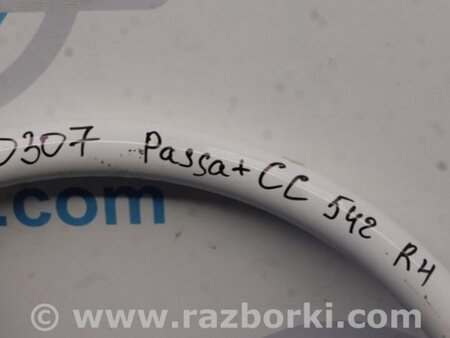 0307 Passat CC 542 RH
.com
© www.razborki.com